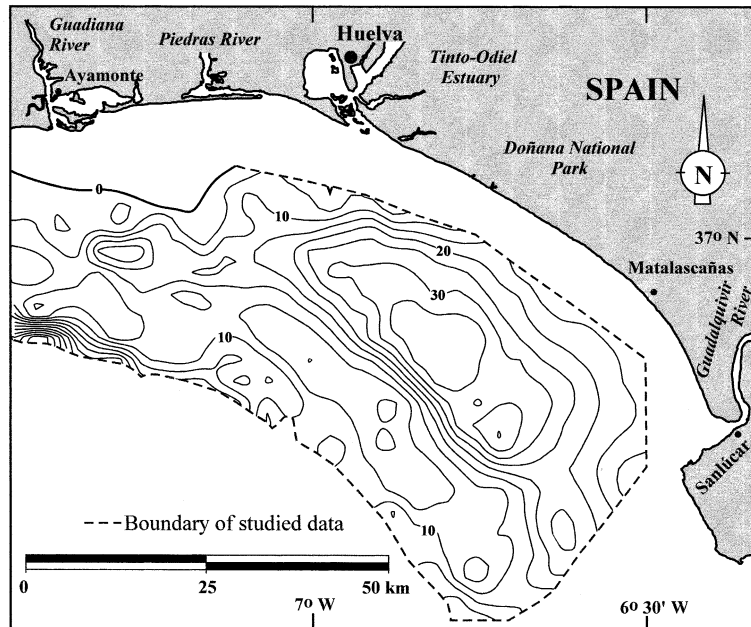 Guadiana
River
Ayamonte
Piedras River
Huelva
Tinto-Odiel
Estuary
SPAIN
Doñana National
Park
N
0
10
20
37º N
Matalascañas
30
10
10
Guadalquivir
River
Sanlúcar
Boundary of studied data
10
0
25
50 km
7º W
6º 30' W